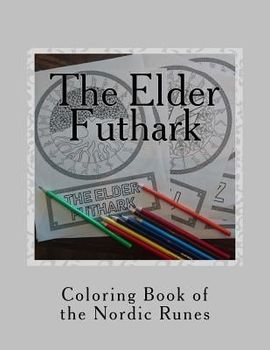 The Elder
Futhark
THE ELDER
FUTHARK
Coloring Book of
the Nordic Runes